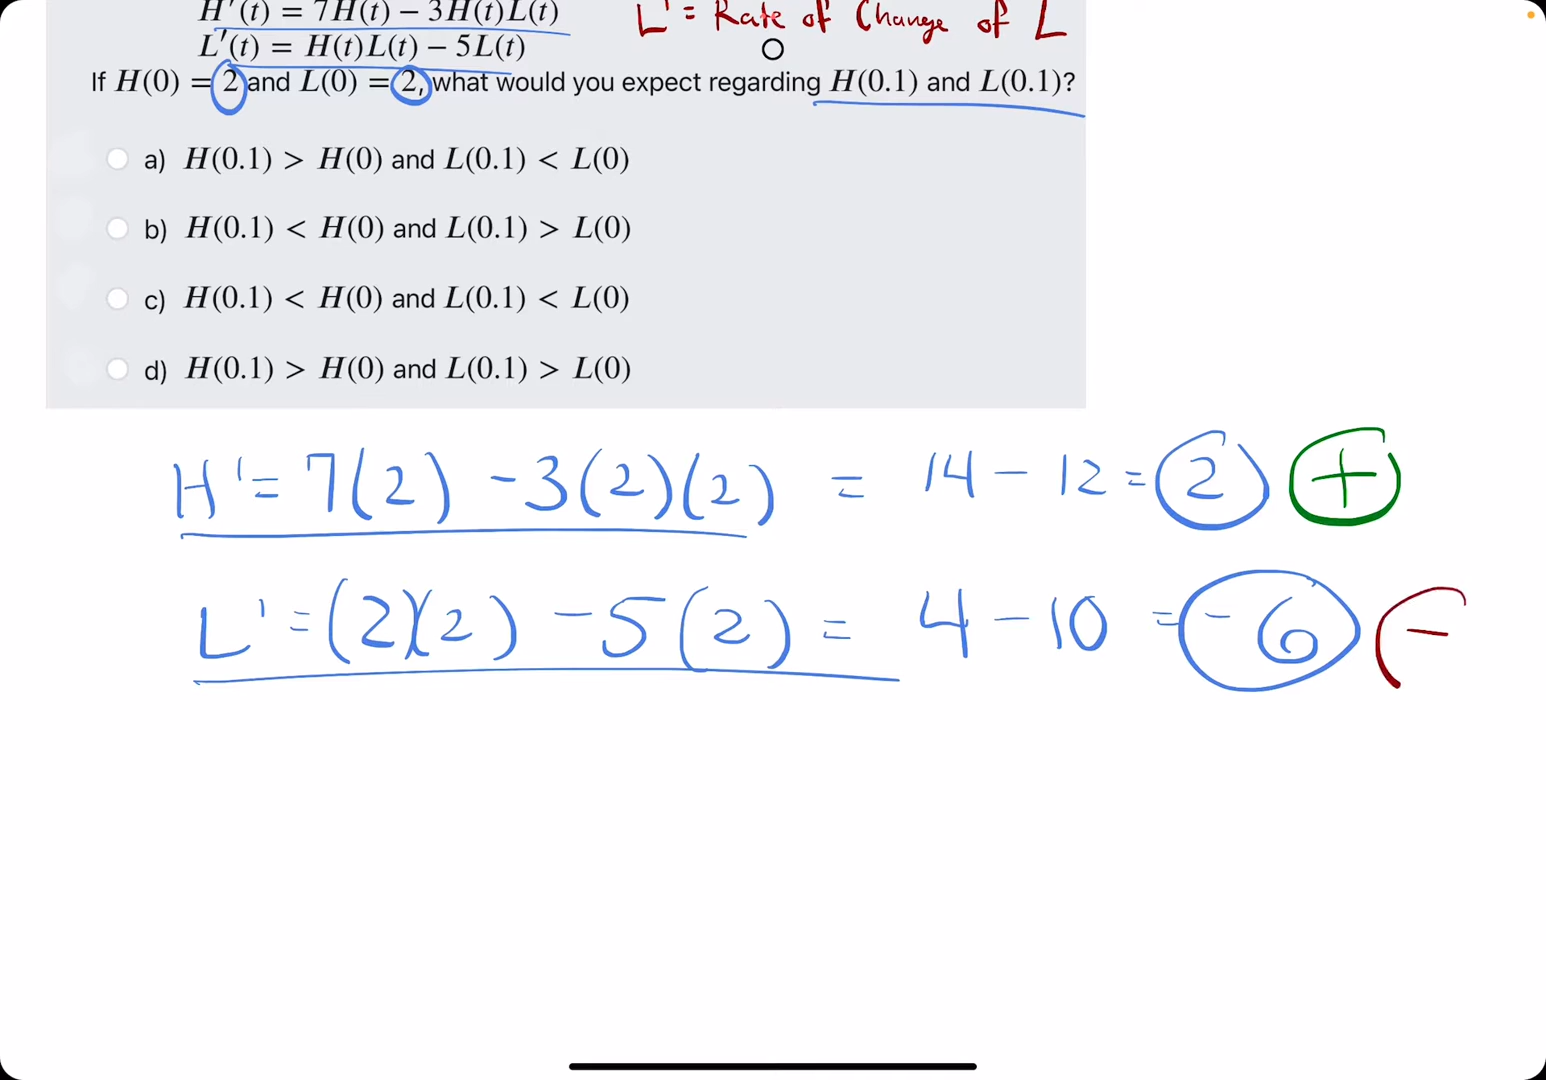 H′(t) = 7H(t) − 3H(t)L(t)
L' = Rate of Change of L
L′(t) = H(t)L(t) − 5L(t)
If H(0) = 2 and L(0) = 2, what would you expect regarding H(0.1) and L(0.1)?
a) H(0.1) > H(0) and L(0.1) < L(0)
b) H(0.1) < H(0) and L(0.1) > L(0)
c) H(0.1) < H(0) and L(0.1) < L(0)
d) H(0.1) > H(0) and L(0.1) > L(0)
H' = 7(2) - 3(2)(2) = 14 - 12 = 2 +
L' = (2)(2) - 5(2) = 4 - 10 = -6 -